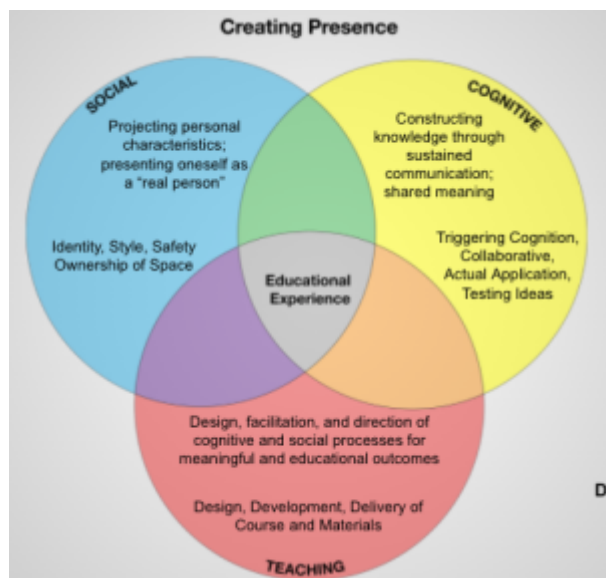 Creating Presence
SOCIAL
Projecting personal
characteristics;
presenting oneself as
a “real person”
Identity, Style, Safety
Ownership of Space
COGNITIVE
Constructing
knowledge through
sustained
communication;
shared meaning
Triggering Cognition,
Collaborative,
Actual Application,
Testing Ideas
Educational
Experience
Design, facilitation, and direction of
cognitive and social processes for
meaningful and educational outcomes
Design, Development, Delivery of
Course and Materials
TEACHING
D